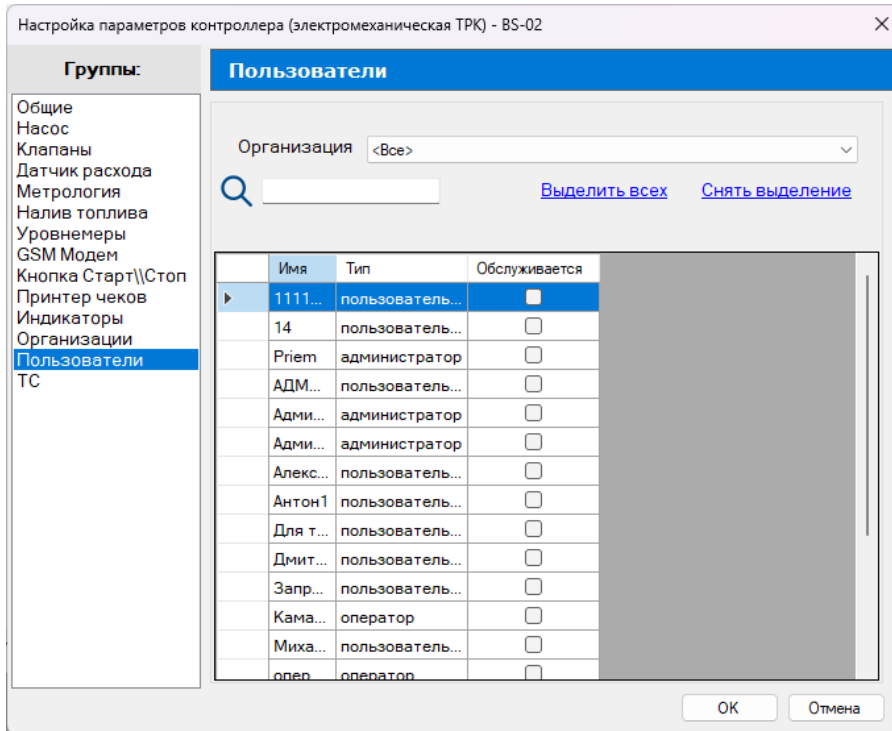 Настройка параметров контроллера (электромеханическая ТРК) - BS-02
Группы:
Общие
Насос
Клапаны
Датчик расхода
Метрология
Налив топлива
Уровнемеры
GSM Модем
Кнопка Старт\\Стоп
Принтер чеков
Индикаторы
Организации
Пользователи
ТС
Пользователи
Организация <Все>
Выделить всех Снять выделение
Имя Тип Обслуживается
1111... пользователь...
14 пользователь...
Priem администратор
АДМ... пользователь...
Адми... администратор
Адми... администратор
Алекс... пользователь...
Антон1 пользователь...
Для т... пользователь...
Дмит... пользователь...
Запр... пользователь...
Кама... оператор
Миха... пользователь...
опер оператор
OK Отмена